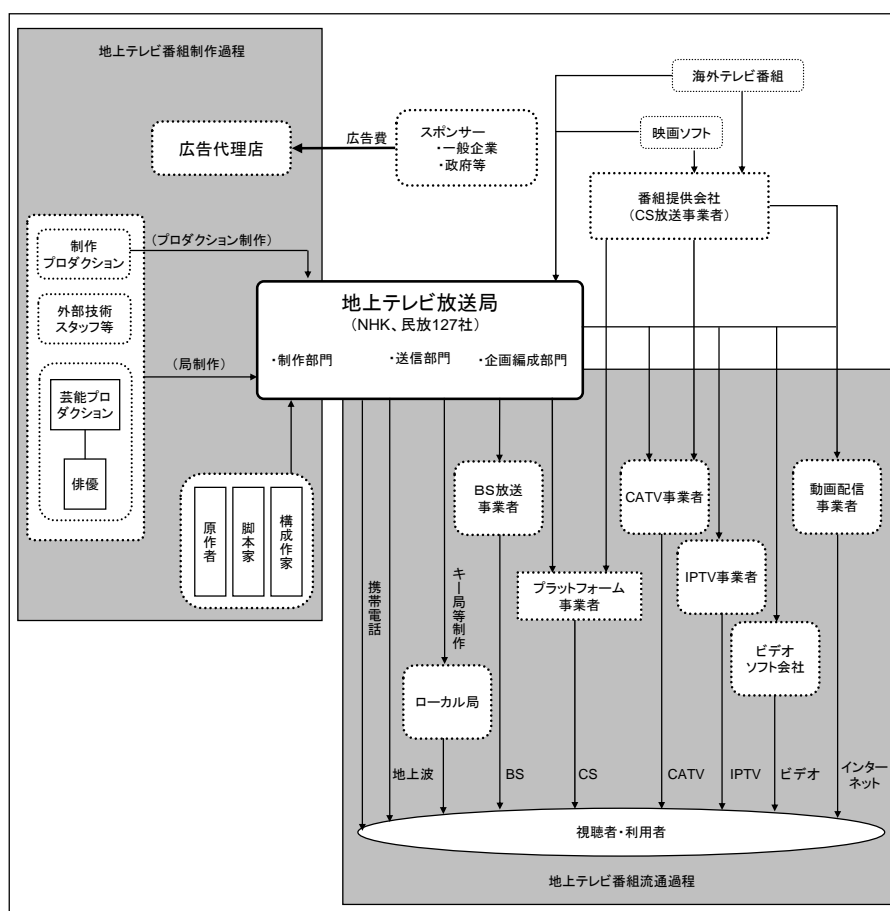 地上テレビ番組制作過程
海外テレビ番組
映画ソフト
広告代理店
広告費
スポンサー
・一般企業
・政府等
番組提供会社
（CS放送事業者）
制作
プロダクション
（プロダクション制作）
外部技術
スタッフ等
（局制作）
芸能プロ
ダクション
俳優
地上テレビ放送局
（NHK、民放127社）
・制作部門
・送信部門
・企画編成部門
原作者
脚本家
構成作家
BS放送
事業者
CATV事業者
動画配信
事業者
IPTV事業者
プラットフォーム
事業者
携帯電話
キー局等制作
ビデオ
ソフト会社
ローカル局
地上波
BS
CS
CATV
IPTV
ビデオ
インター
ネット
視聴者・利用者
地上テレビ番組流通過程